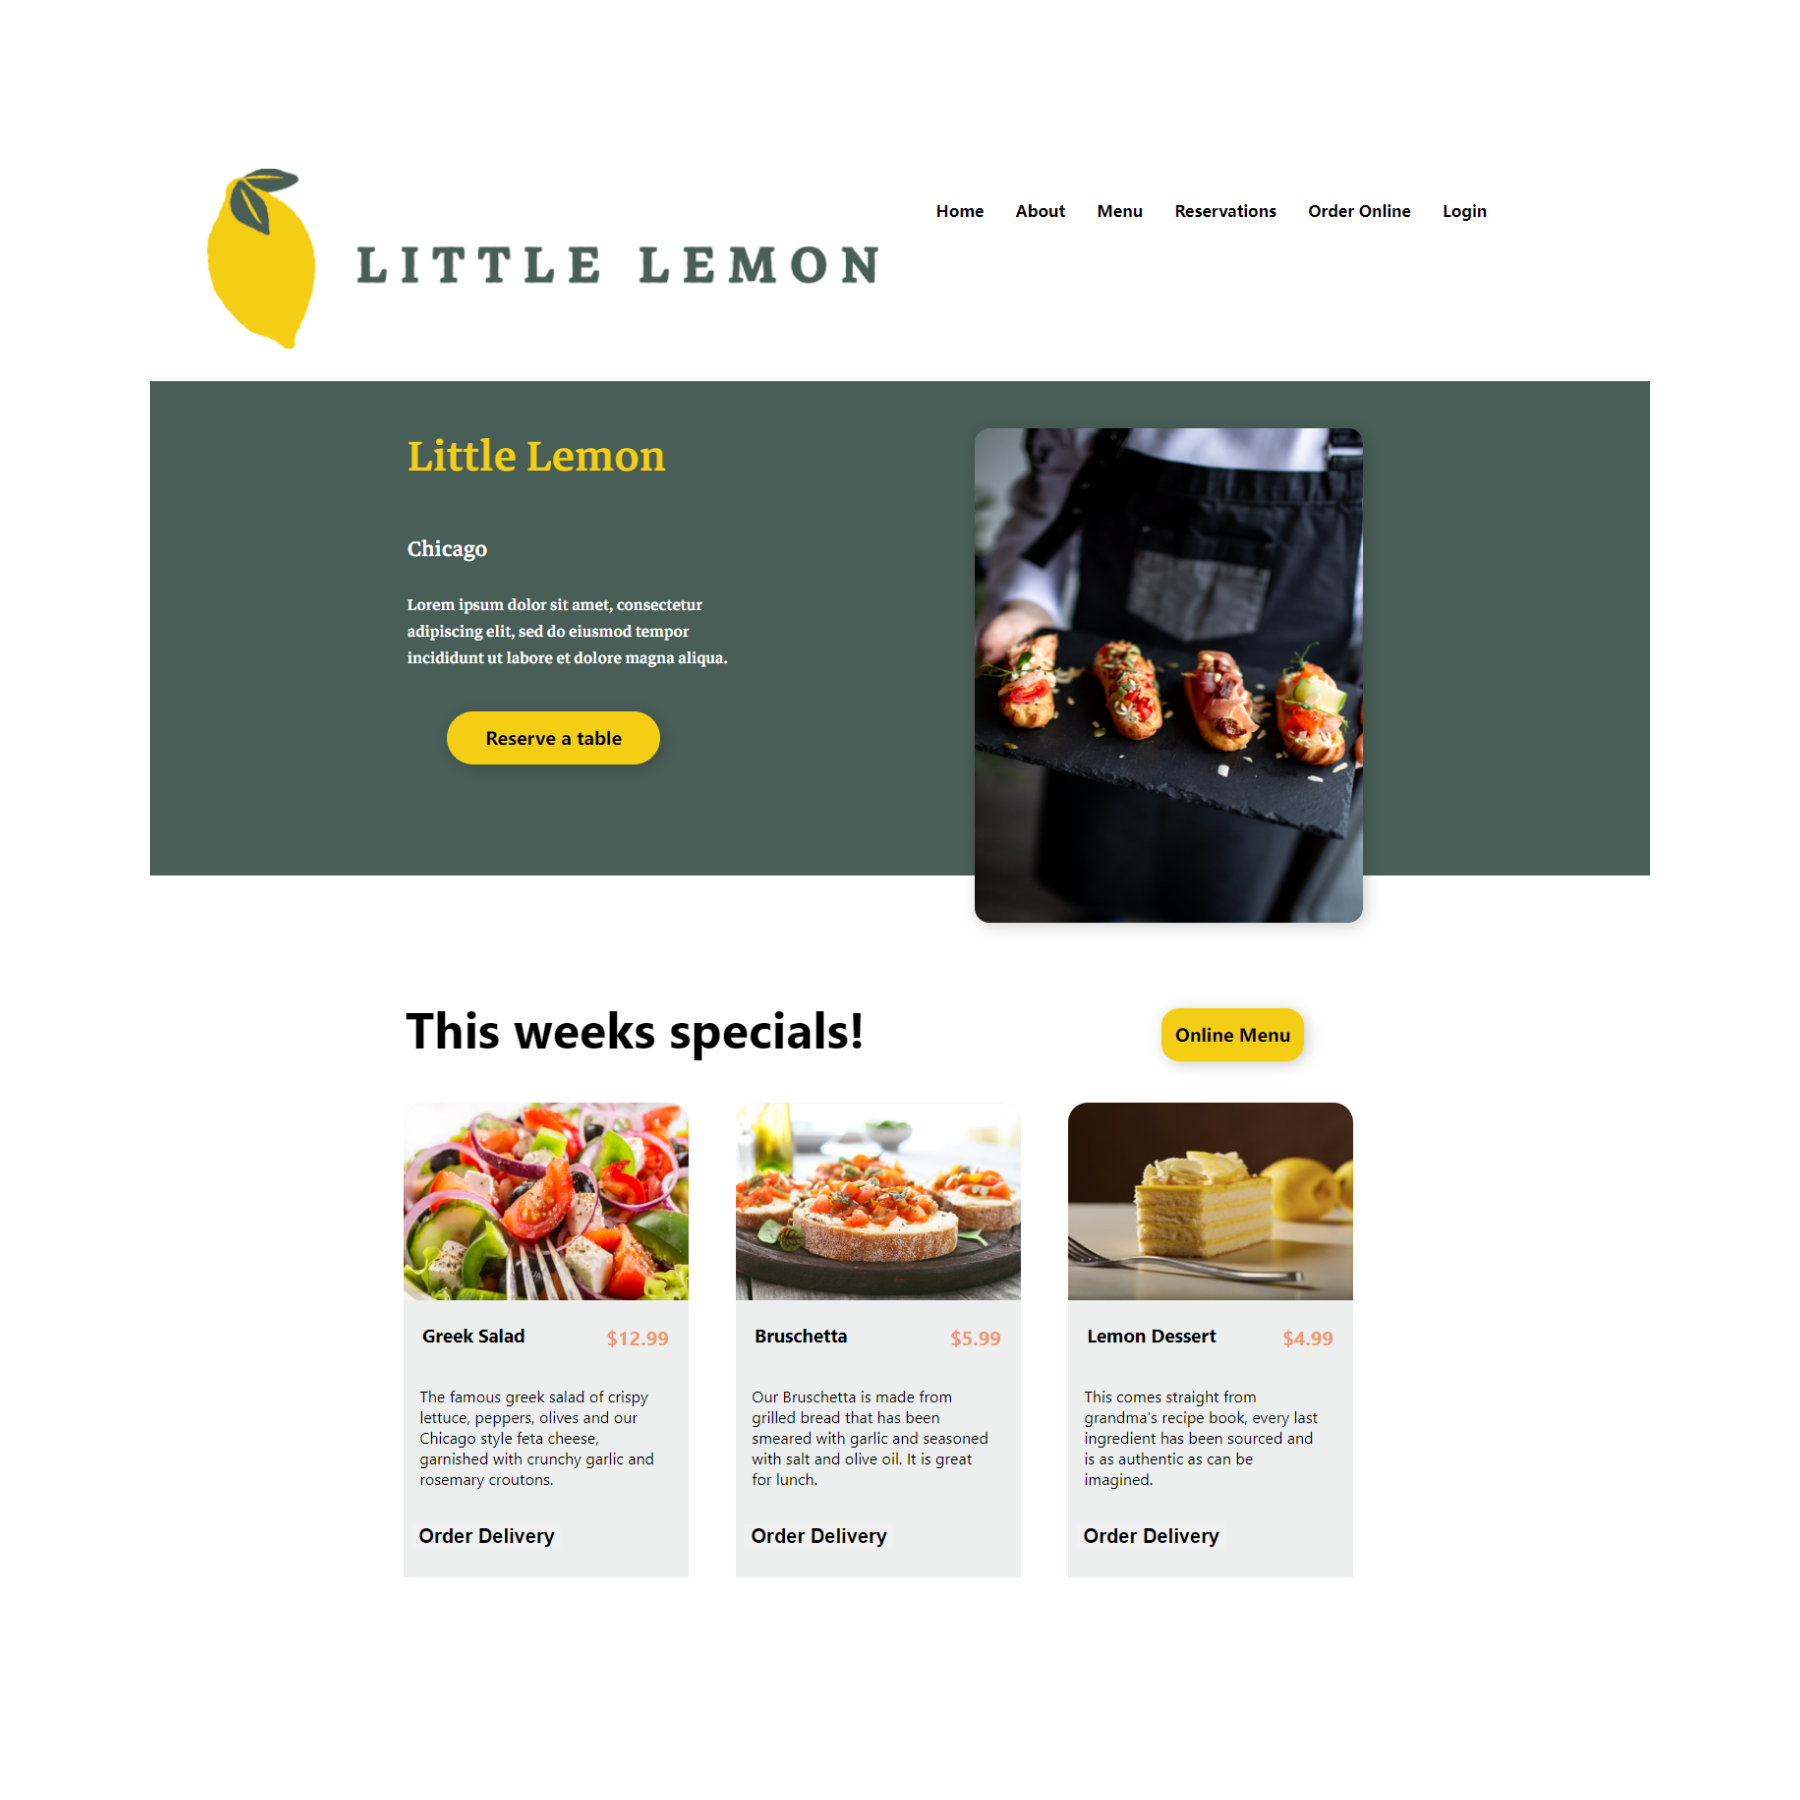 LITTLE LEMON
Home About Menu Reservations Order Online Login
Little Lemon
Chicago
Lorem ipsum dolor sit amet, consectetur
adipiscing elit, sed do eiusmod tempor
incididunt ut labore et dolore magna aliqua.
Reserve a table
This weeks specials!
Online Menu
Greek Salad
$12.99
The famous greek salad of crispy
lettuce, peppers, olives and our
Chicago style feta cheese,
garnished with crunchy garlic and
rosemary croutons.
Order Delivery
Bruschetta
$5.99
Our Bruschetta is made from
grilled bread that has been
smeared with garlic and seasoned
with salt and olive oil. It is great
for lunch.
Order Delivery
Lemon Dessert
$4.99
This comes straight from
grandma's recipe book, every last
ingredient has been sourced and
is as authentic as can be
imagined.
Order Delivery